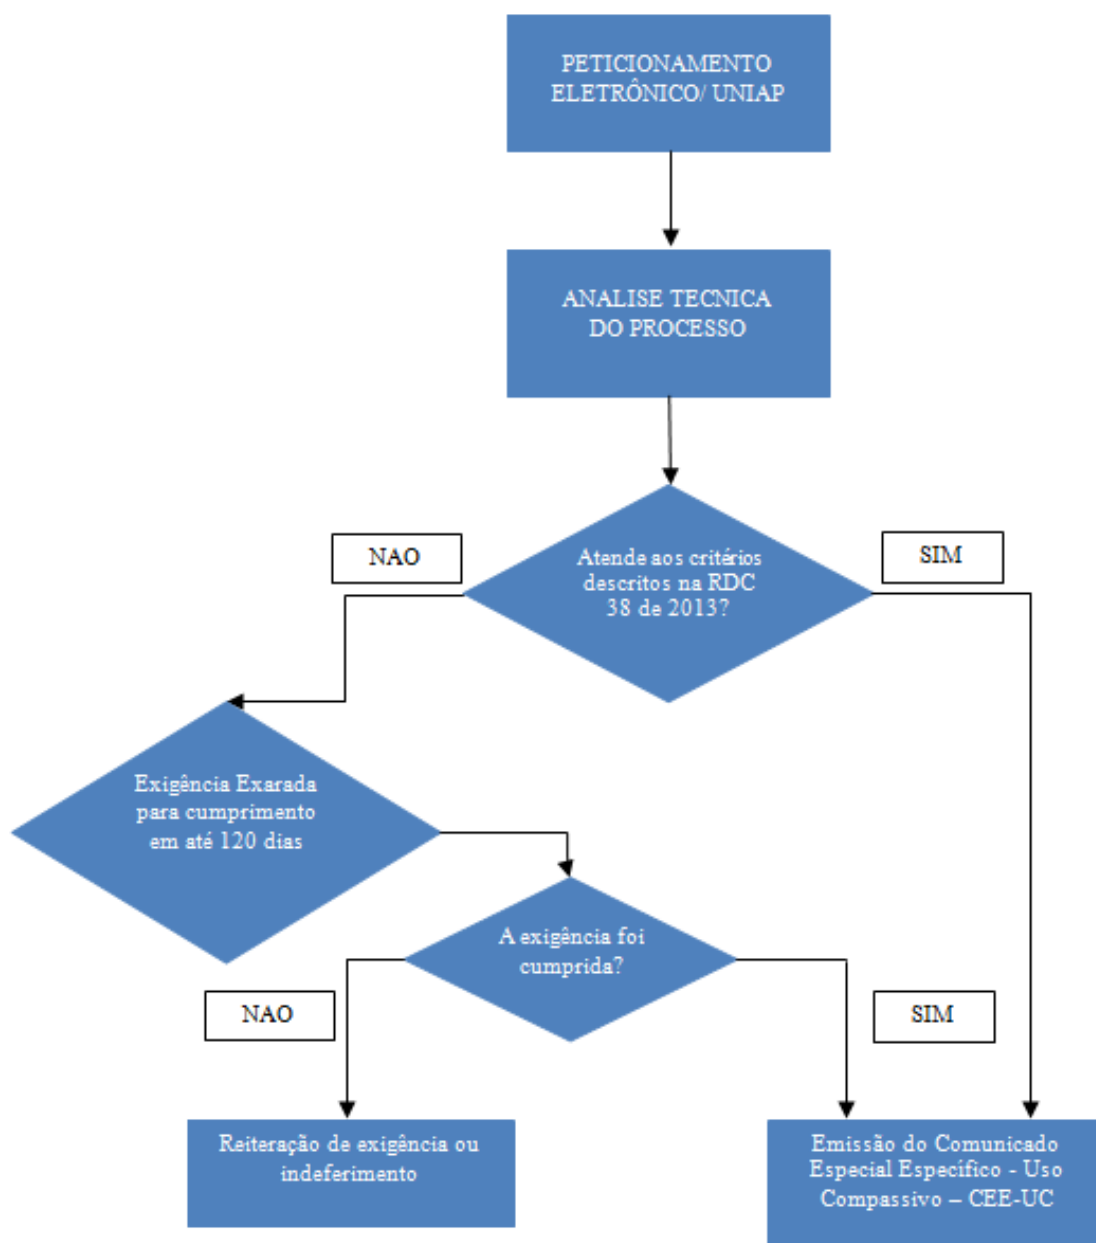 PETICIONAMENTO
ELETRÔNICO/ UNIAP
ANALISE TECNICA
DO PROCESSO
NAO
SIM
Atende aos critérios
descritos na RDC
38 de 2013?
Exigência Exarada
para cumprimento
em até 120 dias
A exigência foi
cumprida?
NAO
SIM
Reiteração de exigência ou
indeferimento
Emissão do Comunicado
Especial Específico - Uso
Compassivo – CEE-UC